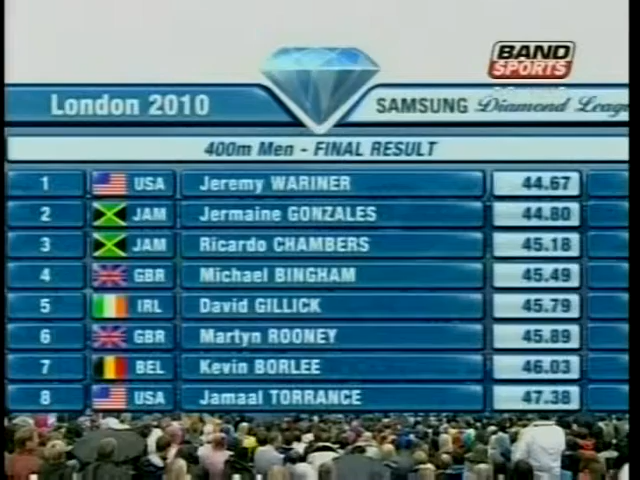 BAND
SPORTS
London 2010
SAMSUNG Diamond Leagu
400m Men - FINAL RESULT
1 USA Jeremy WARINER 44.67
2 JAM Jermaine GONZALES 44.80
3 JAM Ricardo CHAMBERS 45.18
4 GBR Michael BINGHAM 45.49
5 IRL David GILLICK 45.79
6 GBR Martyn ROONEY 45.89
7 BEL Kevin BORLEE 46.03
8 USA Jamaal TORRANCE 47.38